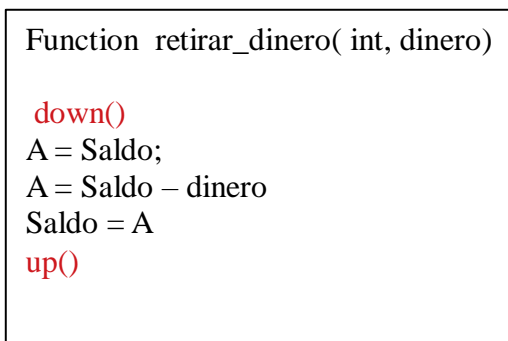 Function retirar_dinero( int, dinero)
down()
A = Saldo;
A = Saldo – dinero
Saldo = A
up()